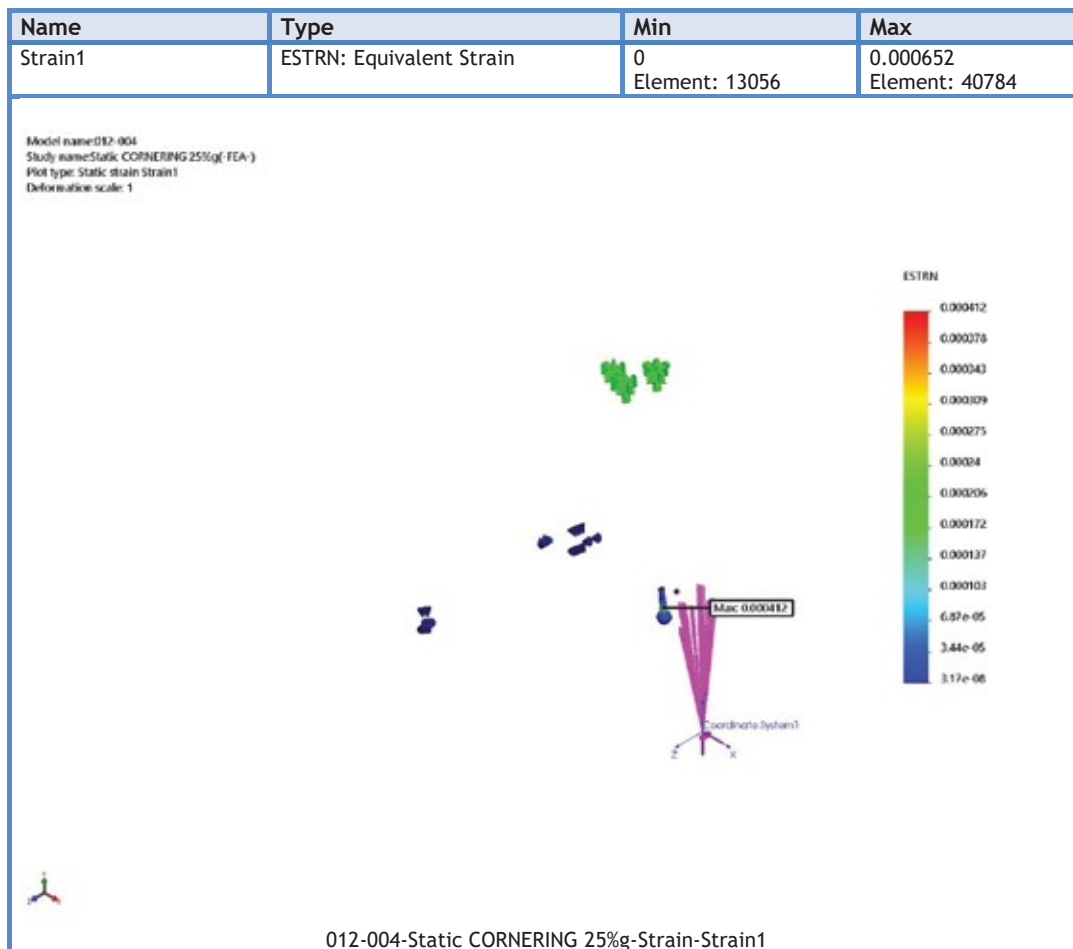 Name Type Min Max
Strain1 ESTRN: Equivalent Strain 0 0.000652
Element: 13056 Element: 40784
Model name:012-004
Study name:Static CORNERING 25%g(-FEA-)
Plot type: Static strain Strain1
Deformation scale: 1
ESTRN
0.000412
0.000378
0.000343
0.000309
0.000275
0.00024
0.000206
0.000172
0.000137
0.000103
6.87e-05
3.44e-05
3.17e-08
Max: 0.000412
Coordinate System1
Z X
012-004-Static CORNERING 25%g-Strain-Strain1